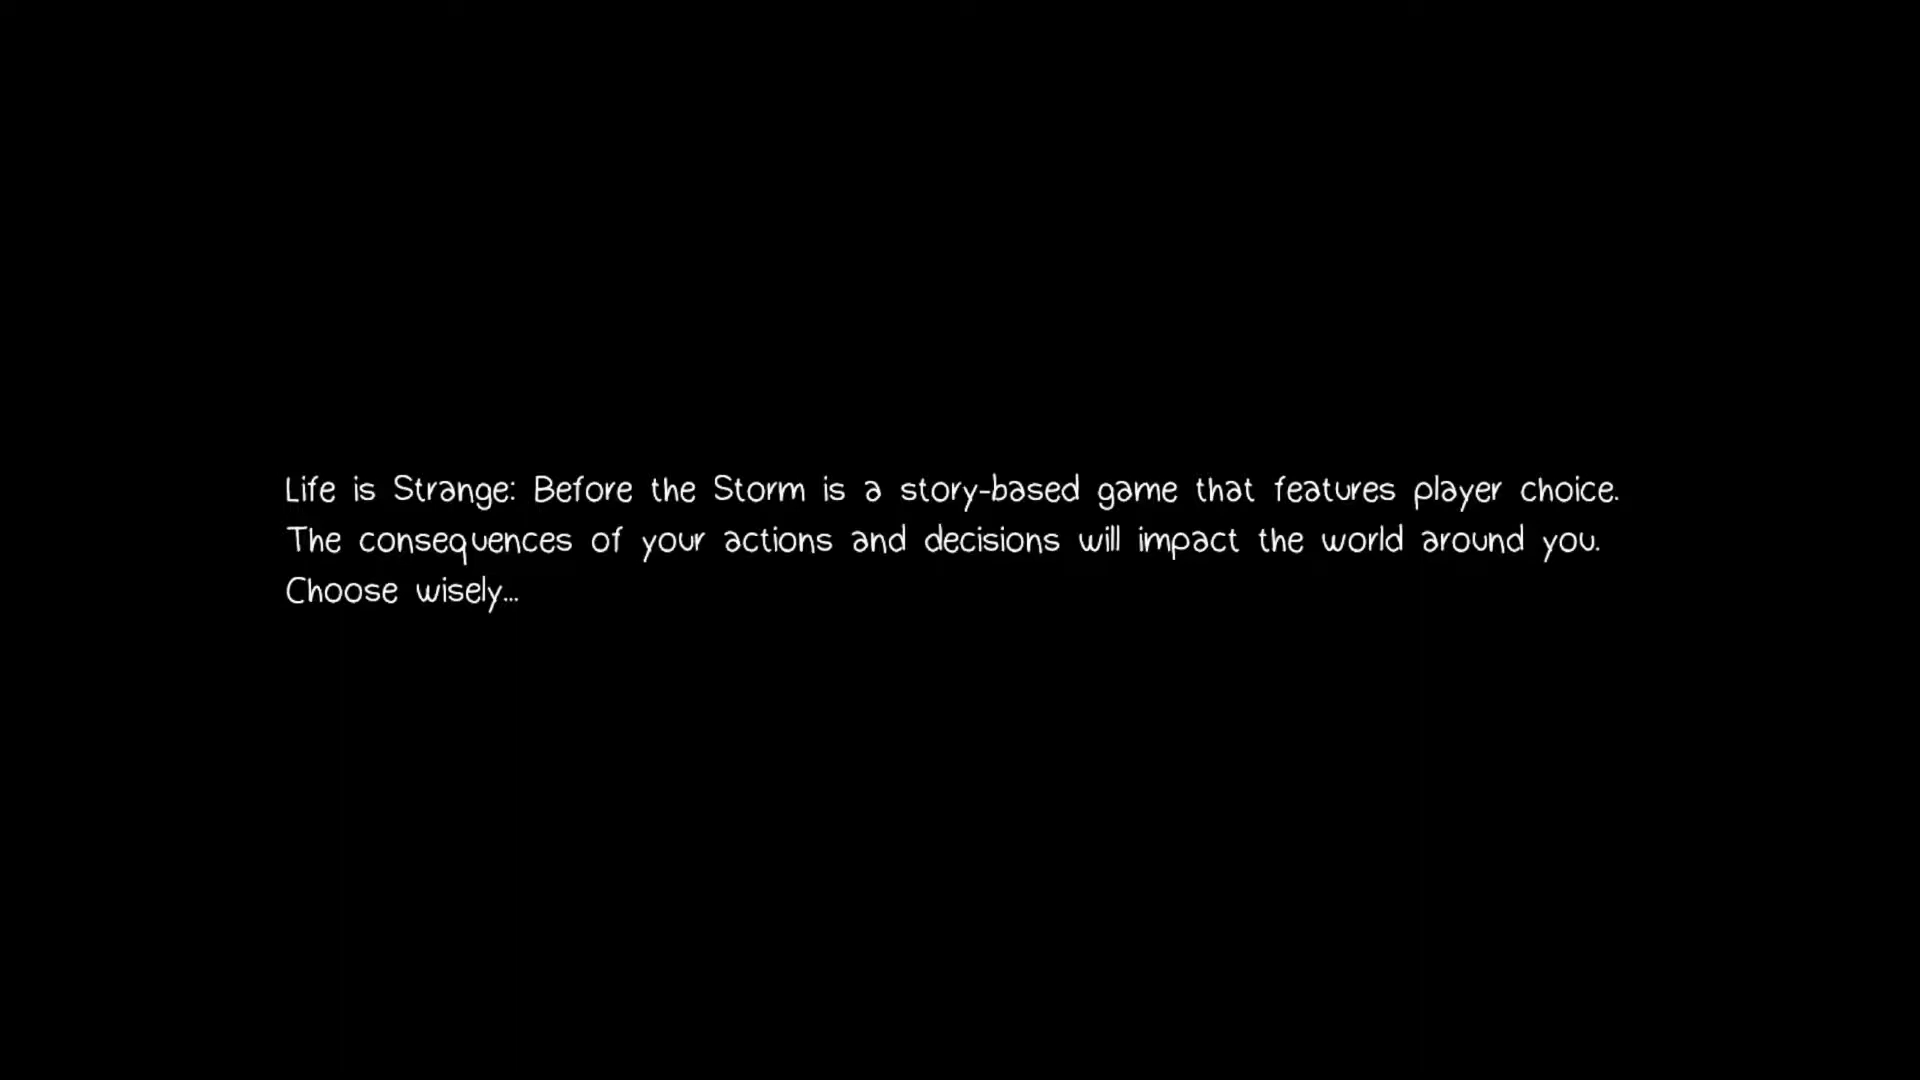 Life is Strange: Before the Storm is a story-based game that features player choice.
The consequences of your actions and decisions will impact the world around you.
Choose wisely...